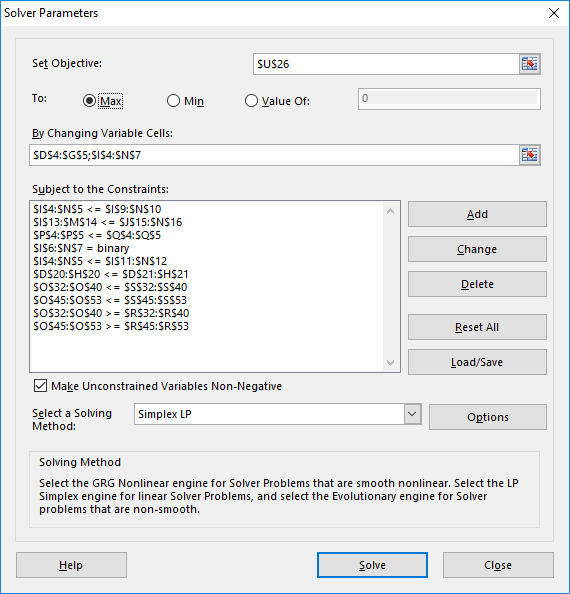 Solver Parameters
Set Objective:
$U$26
To:
Max
Min
Value Of:
0
By Changing Variable Cells:
$D$4:$G$5;$I$4:$N$7
Subject to the Constraints:
$I$4:$N$5 <= $I$9:$N$10
$I$13:$M$14 <= $J$15:$N$16
$P$4:$P$5 <= $Q$4:$Q$5
$I$6:$N$7 = binary
$I$4:$N$5 <= $I$11:$N$12
$D$20:$H$20 <= $D$21:$H$21
$O$32:$O$40 <= $S$32:$S$40
$O$45:$O$53 <= $S$45:$S$53
$O$32:$O$40 >= $R$32:$R$40
$O$45:$O$53 >= $R$45:$R$53
Add
Change
Delete
Reset All
Load/Save
Make Unconstrained Variables Non-Negative
Select a Solving
Method:
Simplex LP
Options
Solving Method
Select the GRG Nonlinear engine for Solver Problems that are smooth nonlinear. Select the LP
Simplex engine for linear Solver Problems, and select the Evolutionary engine for Solver
problems that are non-smooth.
Help
Solve
Close